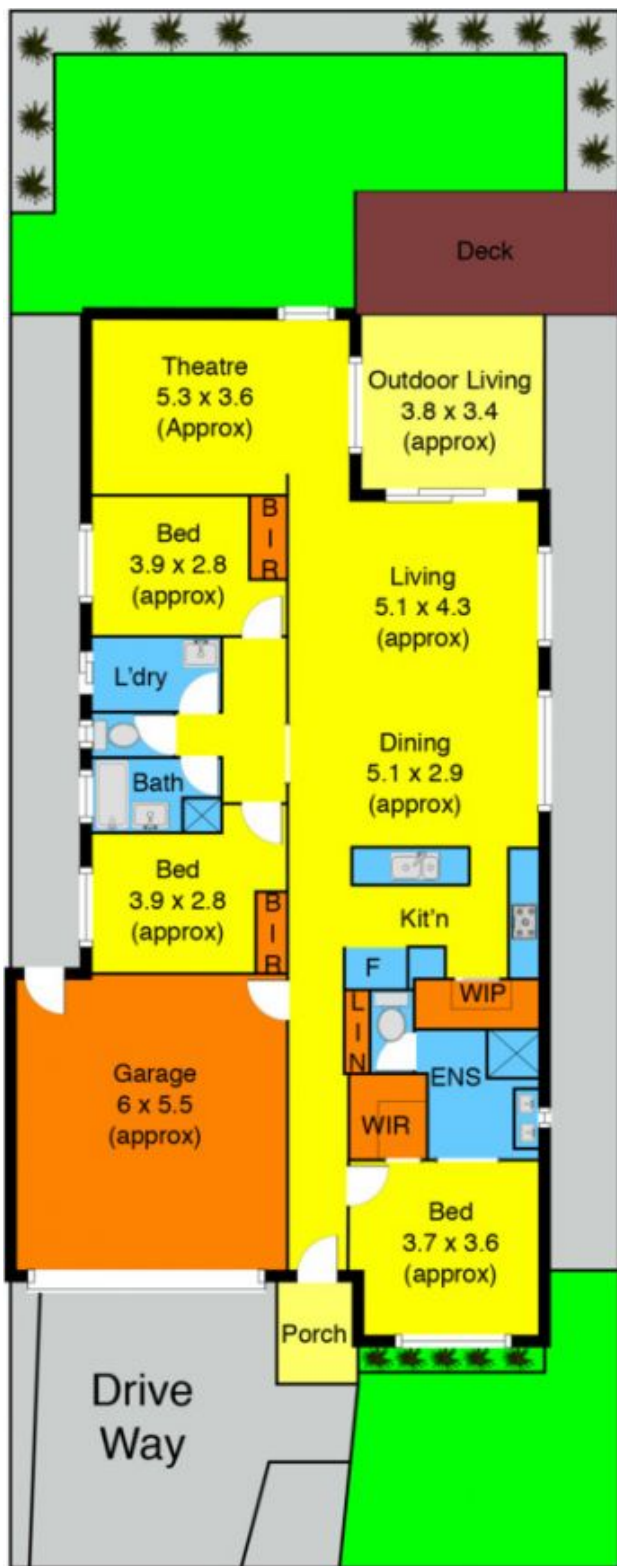 Deck
Theatre
5.3 x 3.6
(Approx)
Outdoor Living
3.8 x 3.4
(approx)
B
I
R
Bed
3.9 x 2.8
(approx)
Living
5.1 x 4.3
(approx)
L'dry
Dining
5.1 x 2.9
(approx)
Bath
Bed
3.9 x 2.8
(approx)
B
I
R
Kit'n
F
WIP
L
I
N
Garage
6 x 5.5
(approx)
ENS
WIR
Bed
3.7 x 3.6
(approx)
Porch
Drive
Way